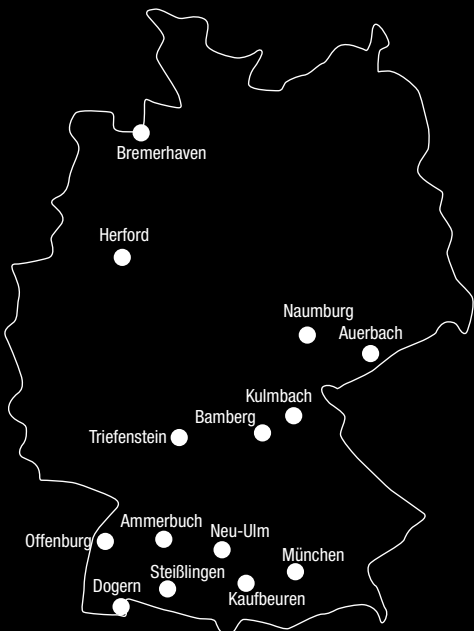 Bremerhaven
Herford
Naumburg
Auerbach
Kulmbach
Bamberg
Triefenstein
Ammerbuch
Offenburg
Neu-Ulm
München
Steißlingen
Dogern
Kaufbeuren